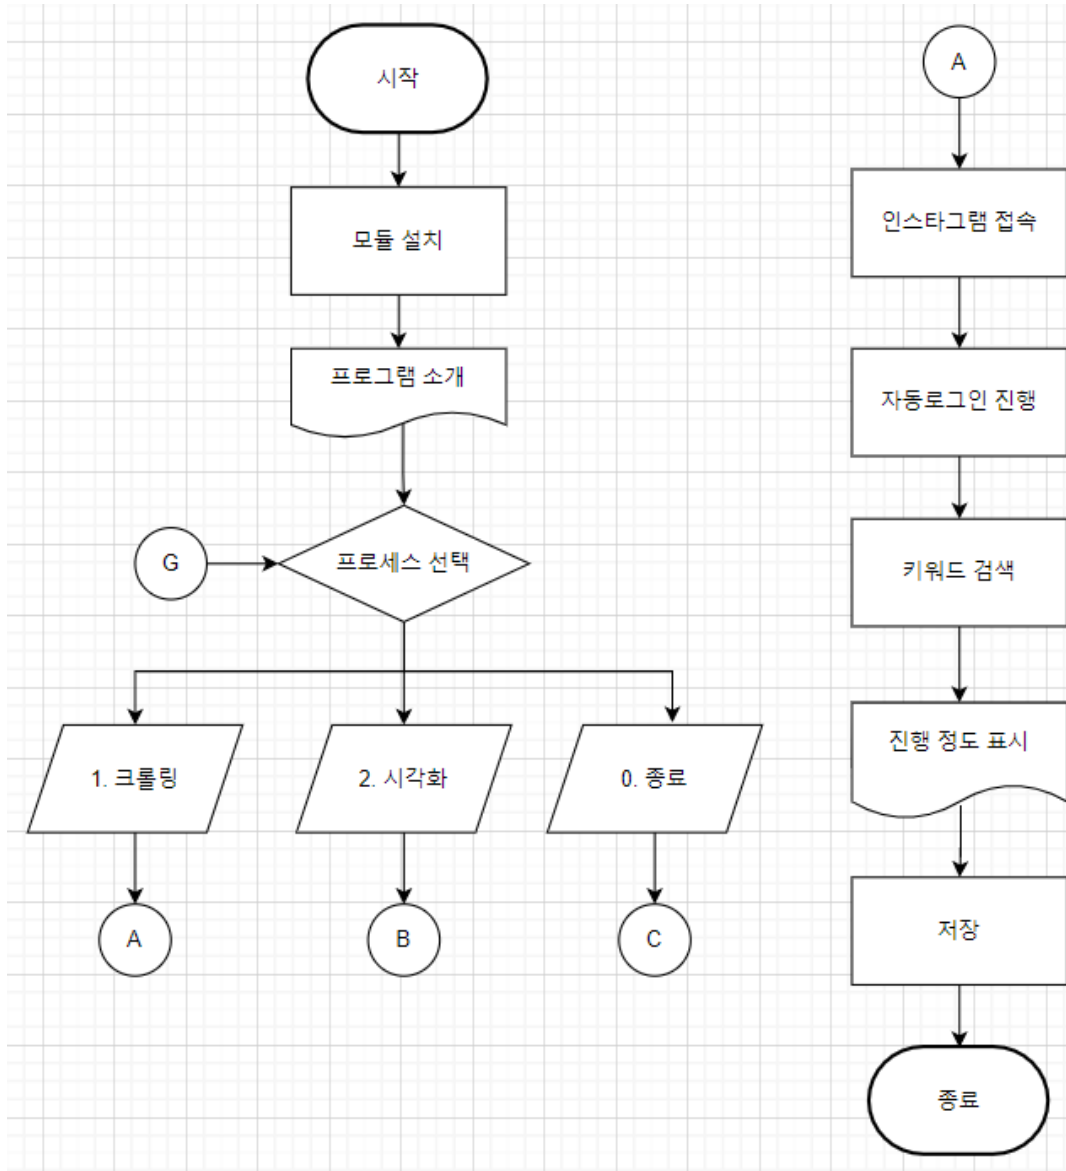 시작
모듈 설치
프로그램 소개
G
프로세스 선택
1. 크롤링
2. 시각화
0. 종료
A
B
C
A
인스타그램 접속
자동로그인 진행
키워드 검색
진행 정도 표시
저장
종료